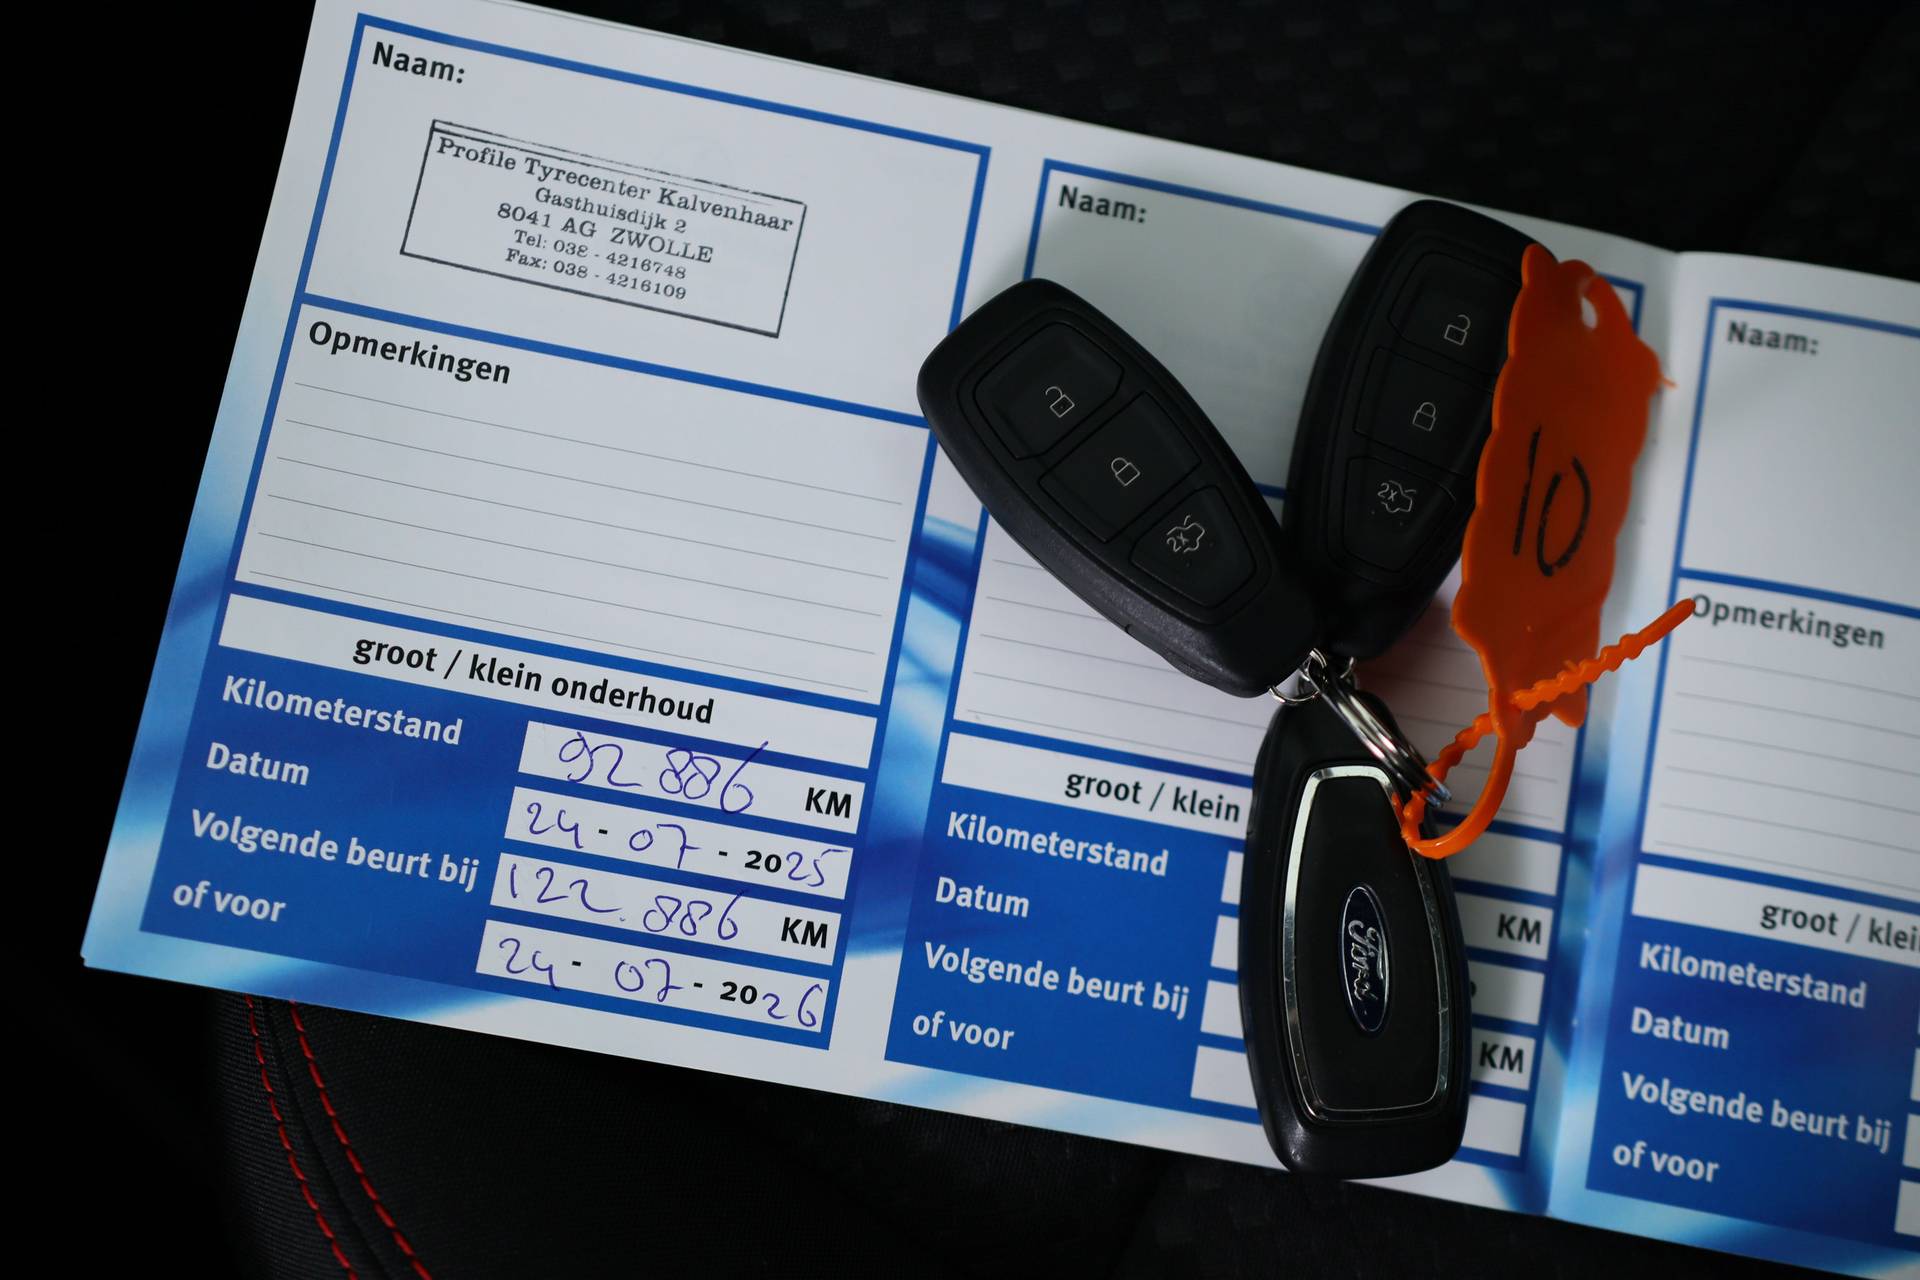 Naam:
Profile Tyrecenter Kalvenhaar
Gasthuisdijk 2
8041 AG ZWOLLE
Tel: 038 - 4216748
Fax: 038 - 4216109
Opmerkingen
groot / klein onderhoud
Kilometerstand 92 886 KM
Datum 24 - 07 - 2025
Volgende beurt bij 122.886 KM
of voor 24 - 07 - 2026
Naam:
groot / klein
Kilometerstand KM
Datum
Volgende beurt bij KM
of voor
2x
2x
10
Ford
Naam:
Opmerkingen
groot / klei
Kilometerstand
Datum
Volgende beurt bij
of voor